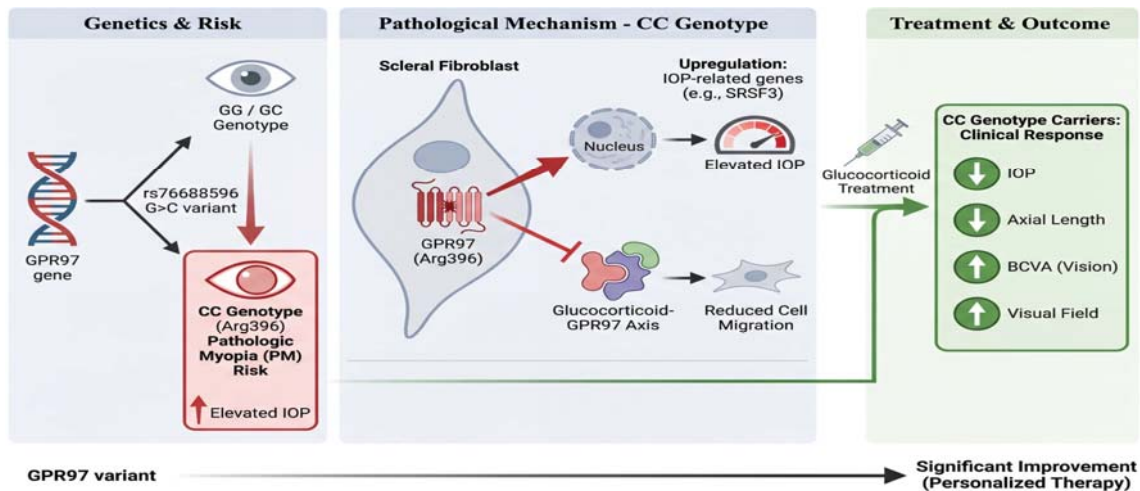 Genetics & Risk
GG / GC
Genotype
rs76688596
G>C variant
GPR97
gene
CC Genotype
(Arg396)
Pathologic
Myopia (PM)
Risk
Elevated IOP
Pathological Mechanism - CC Genotype
Scleral Fibroblast
GPR97
(Arg396)
Nucleus
Upregulation:
IOP-related genes
(e.g., SRSF3)
Elevated IOP
Glucocorticoid-
GPR97 Axis
Reduced Cell
Migration
Treatment & Outcome
Glucocorticoid
Treatment
CC Genotype Carriers:
Clinical Response
IOP
Axial Length
BCVA (Vision)
Visual Field
GPR97 variant
Significant Improvement
(Personalized Therapy)